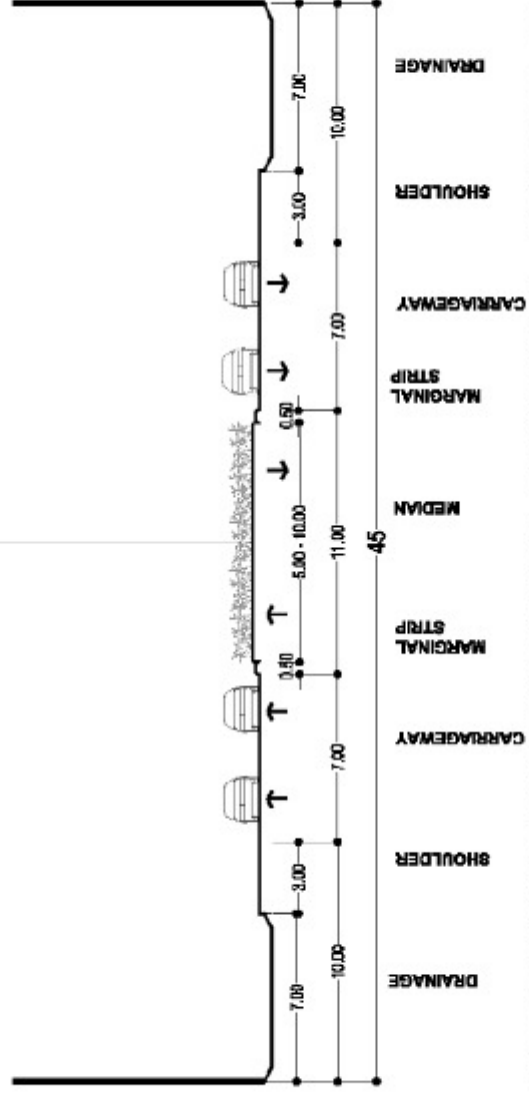 7.00 3.00 0.50 5.00 - 10.00 0.50 3.00 7.00
10.00 7.00 11.00 7.00 10.00
45
DRAINAGE
SHOULDER
CARRIAGEWAY
MARGINAL
STRIP
MEDIAN
MARGINAL
STRIP
CARRIAGEWAY
SHOULDER
DRAINAGE